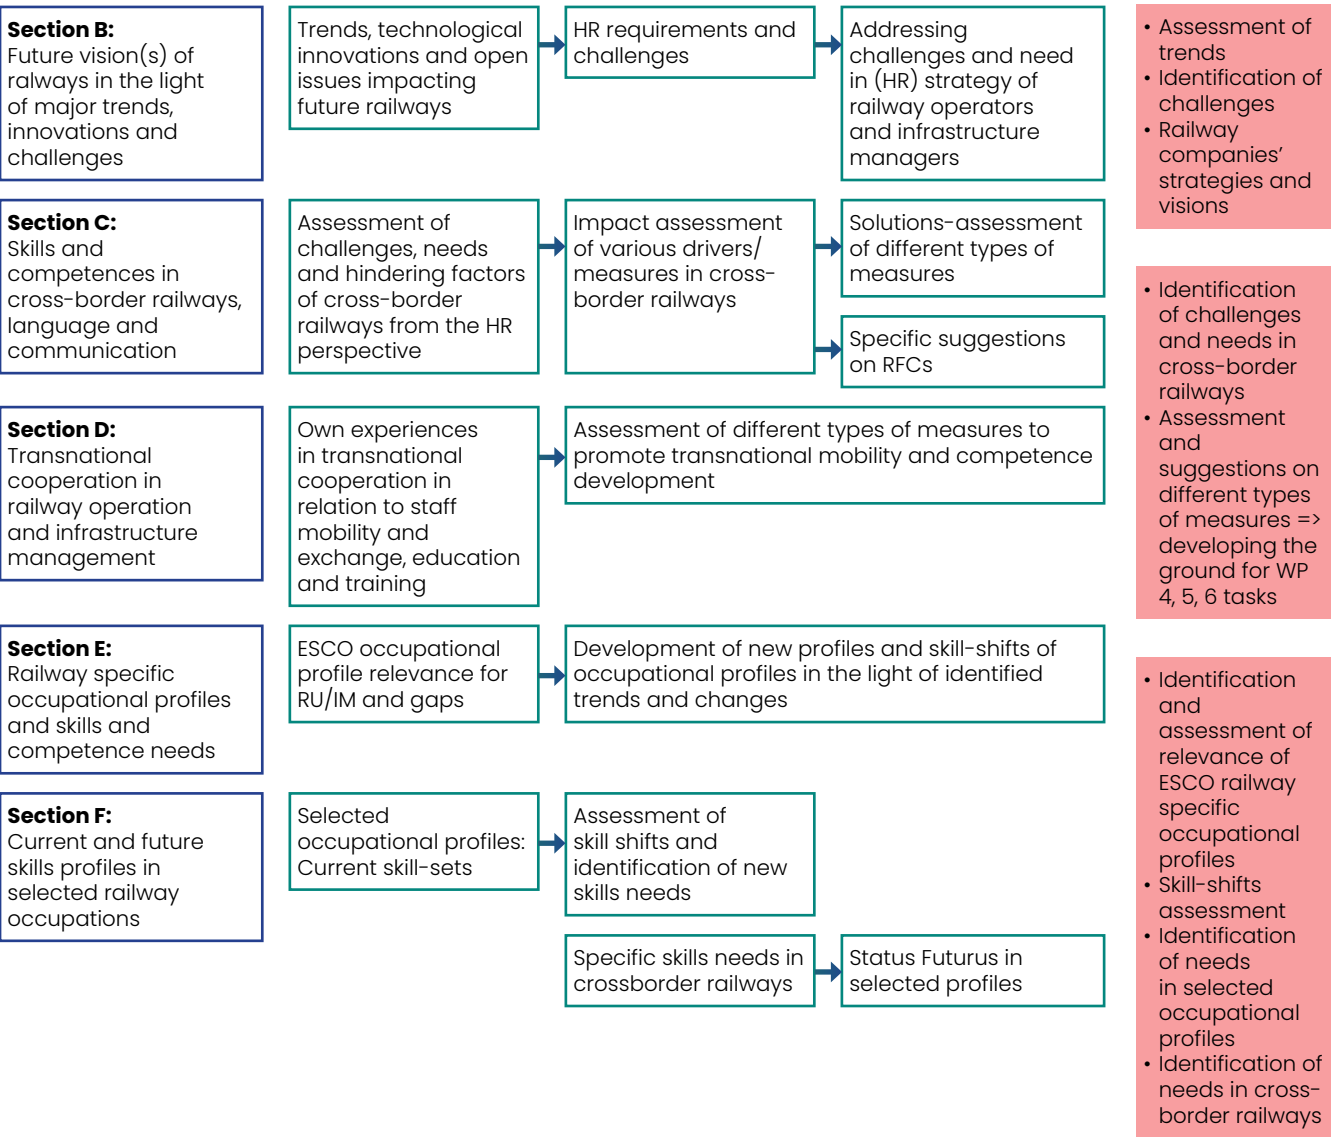 Section B:
Future vision(s) of
ralways in the light
of major trends,
innovations and
challenges
Trends, technological
innovations and open
issues impacting
future railways
HR requirements and
challenges
Addressing
challenges and need
in (HR) strategy of
railway operators
and infrastructure
managers
• Assessment of
trends
• Identification of
challenges
• Railway
companies’
strategies and
visions
Section C:
Skills and
competences in
cross-border railways,
language and
communication
Assessment of
challenges, needs
and hindering factors
of cross-border
railways from the HR
perspective
Impact assessment
of various drivers/
measures in cross-
border railways
Solutions-assessment
of different types of
measures
Specific suggestions
on RFCs
• Identification
of challenges
and needs in
cross-border
railways
• Assessment
and
suggestions on
different types
of measures =>
developing the
ground for WP
4, 5, 6 tasks
Section D:
Transnational
cooperation in
railway operation
and infrastructure
management
Own experiences
in transnational
cooperation in
relation to staff
mobility and
exchange, education
and training
Assessment of different types of measures to
promote transnational mobility and competence
development
Section E:
Railway specific
occupational profiles
and skills and
competence needs
ESCO occupational
profile relevance for
RU/IM and gaps
Development of new profiles and skill-shifts of
occupational profiles in the light of identified
trends and changes
• Identification
and
assessment of
relevance of
ESCO railway
specific
occupational
profiles
• Skill-shifts
assessment
• Identification
of needs
in selected
occupational
profiles
• Identification of
needs in cross-
border railways
Section F:
Current and future
skills profiles in
selected railway
occupations
Selected
occupational profiles:
Current skill-sets
Assessment of
skill shifts and
identification of new
skills needs
Specific skills needs in
crossborder railways
Status Futurus in
selected profiles